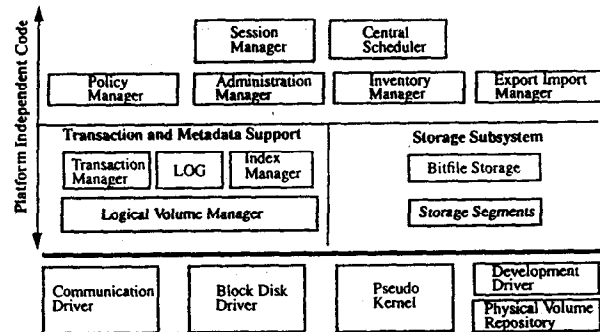 Platform Independent Code
Session
Manager
Central
Scheduler
Policy
Manager
Administration
Manager
Inventory
Manager
Export Import
Manager
Transaction and Metadata Support
Transaction
Manager
LOG
Index
Manager
Logical Volume Manager
Storage Subsystem
Bitfile Storage
Storage Segments
Communication
Driver
Block Disk
Driver
Pseudo
Kernel
Development
Driver
Physical Volume
Repository